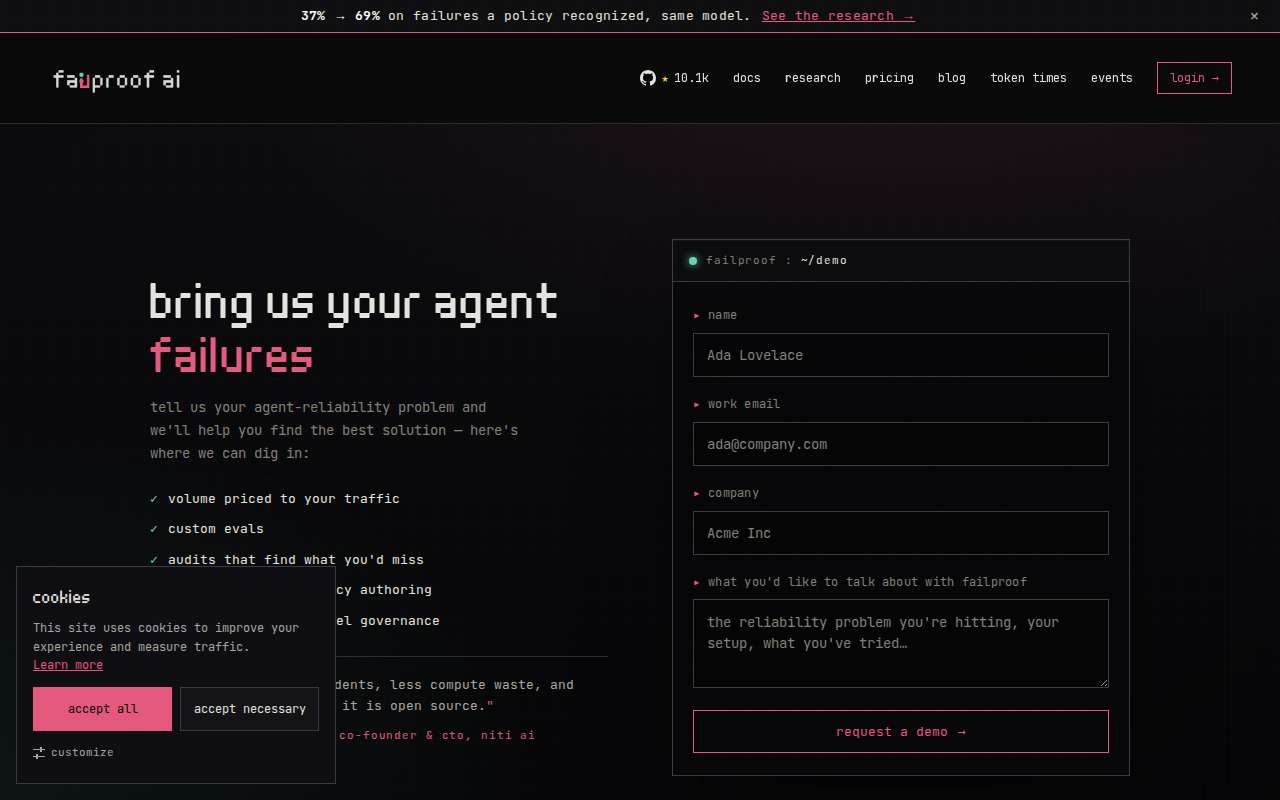 37% → 69% on failures a policy recognized, same model. See the research → ×
failproof ai
★ 10.1k docs research pricing blog token times events login →
bring us your agent
failures
tell us your agent-reliability problem and
we'll help you find the best solution — here's
where we can dig in:
✓ volume priced to your traffic
✓ custom evals
✓ audits that find what you'd miss
cy authoring
el governance
dents, less compute waste, and
it is open source."
co-founder & cto, niti ai
failproof : ~/demo
▸ name
Ada Lovelace
▸ work email
ada@company.com
▸ company
Acme Inc
▸ what you'd like to talk about with failproof
the reliability problem you're hitting, your
setup, what you've tried…
request a demo →
cookies
This site uses cookies to improve your
experience and measure traffic.
Learn more
accept all accept necessary
customize